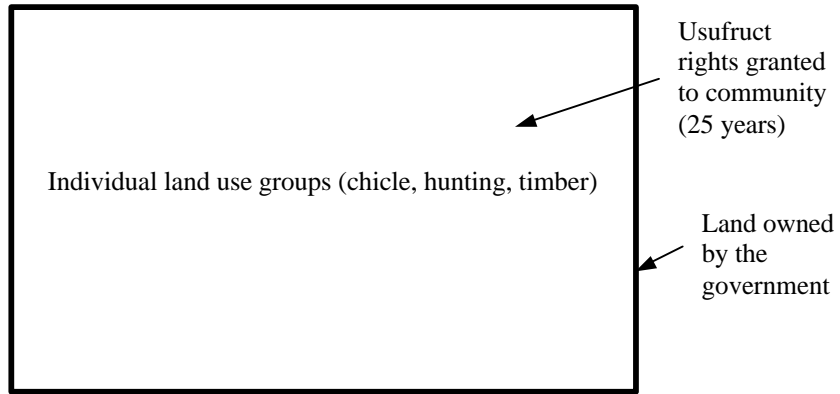 Usufruct
rights granted
to community
(25 years)
Individual land use groups (chicle, hunting, timber)
Land owned
by the
government